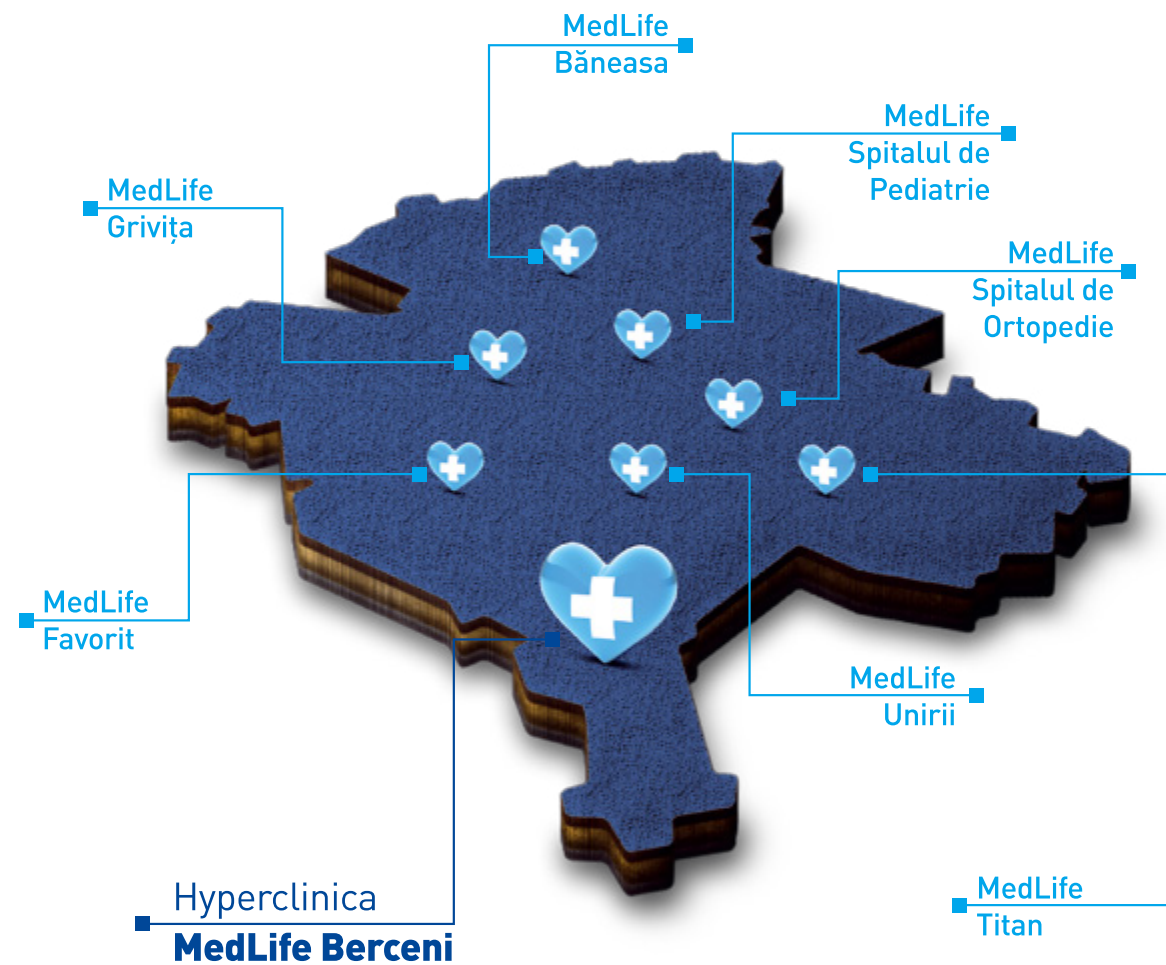 MedLife
Băneasa
MedLife
Spitalul de
Pediatrie
MedLife
Grivița
MedLife
Spitalul de
Ortopedie
MedLife
Favorit
MedLife
Unirii
Hyperclinica
MedLife Berceni
MedLife
Titan